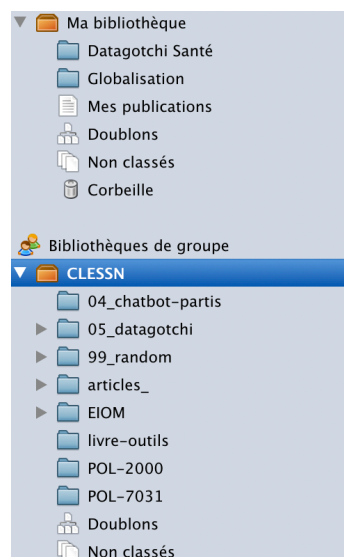 Ma bibliothèque
Datagotchi Santé
Globalisation
Mes publications
Doublons
Non classés
Corbeille
Bibliothèques de groupe
CLESSN
04_chatbot-partis
05_datagotchi
99_random
articles_
EIOM
livre-outils
POL-2000
POL-7031
Doublons
Non classés